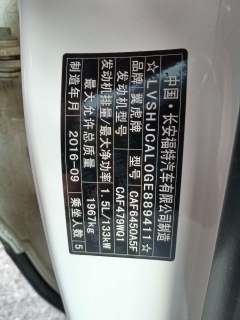 中国·长安福特汽车有限公司制造
☆LVSHJCAL0GE889411☆
品牌 翼虎牌 型号 CAF6450A5F
发动机型号 CAF479WQ1
发动机排量/最大净功率 1.5L/133kW
最大允许总质量 1967kg
制造年月 2016-09 乘坐人数 5